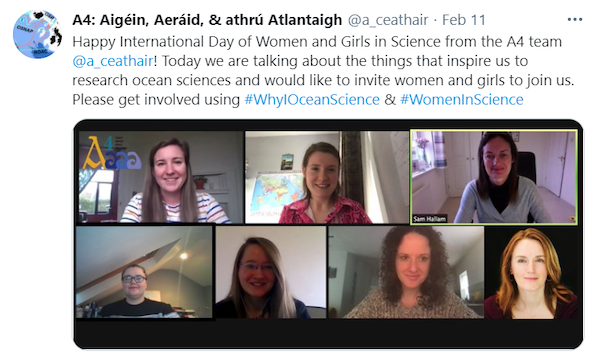 A4: Aigéin, Aeráid, & athrú Atlantaigh @a_ceathair · Feb 11
Happy International Day of Women and Girls in Science from the A4 team
@a_ceathair! Today we are talking about the things that inspire us to
research ocean sciences and would like to invite women and girls to join us.
Please get involved using #WhyIOceanScience & #WomenInScience
A4
Aaaa
Sam Hallam